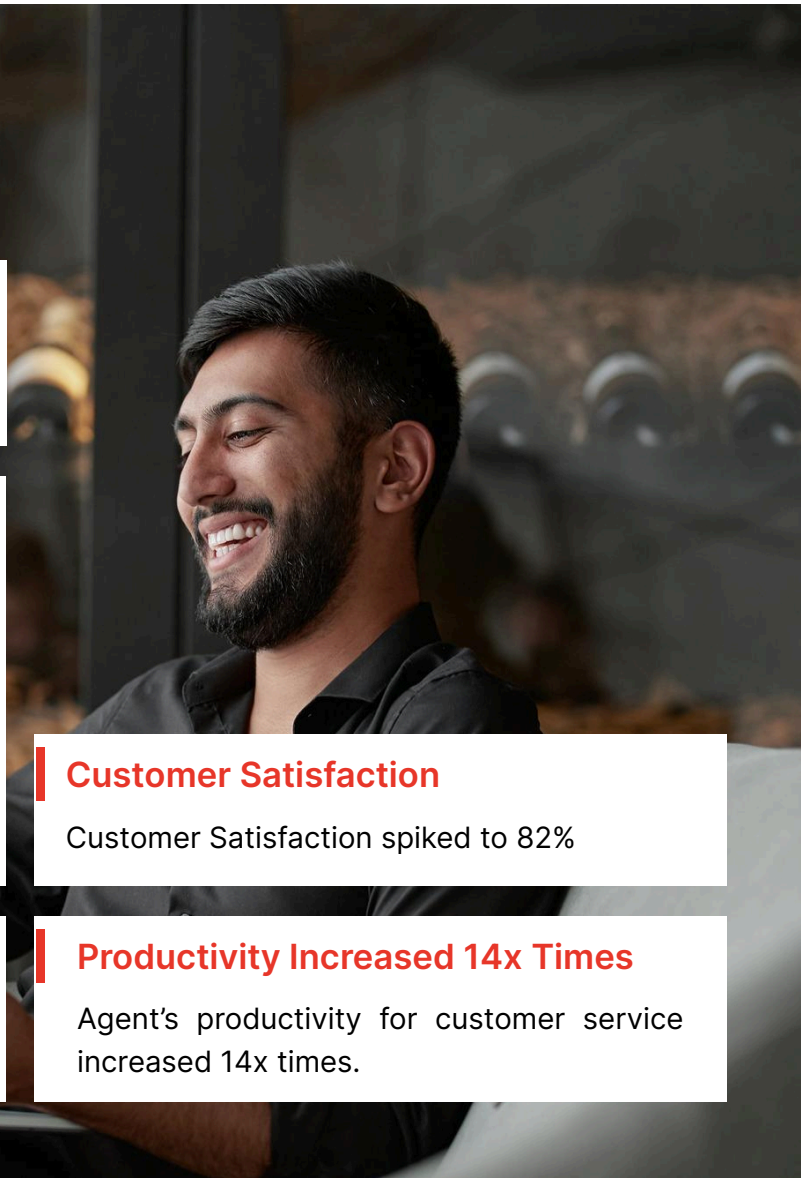 Customer Satisfaction
Customer Satisfaction spiked to 82%
Productivity Increased 14x Times
Agent’s productivity for customer service
increased 14x times.